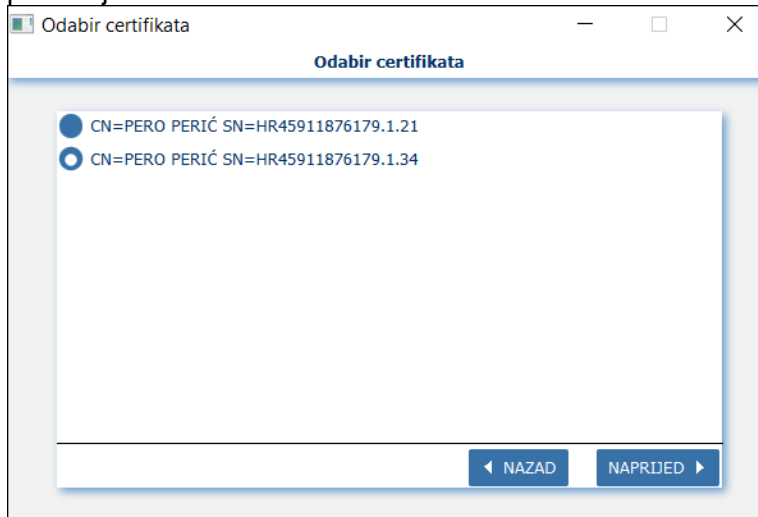 Odabir certifikata
Odabir certifikata
CN=PERO PERIĆ SN=HR45911876179.1.21
CN=PERO PERIĆ SN=HR45911876179.1.34
NAZAD NAPRIJED